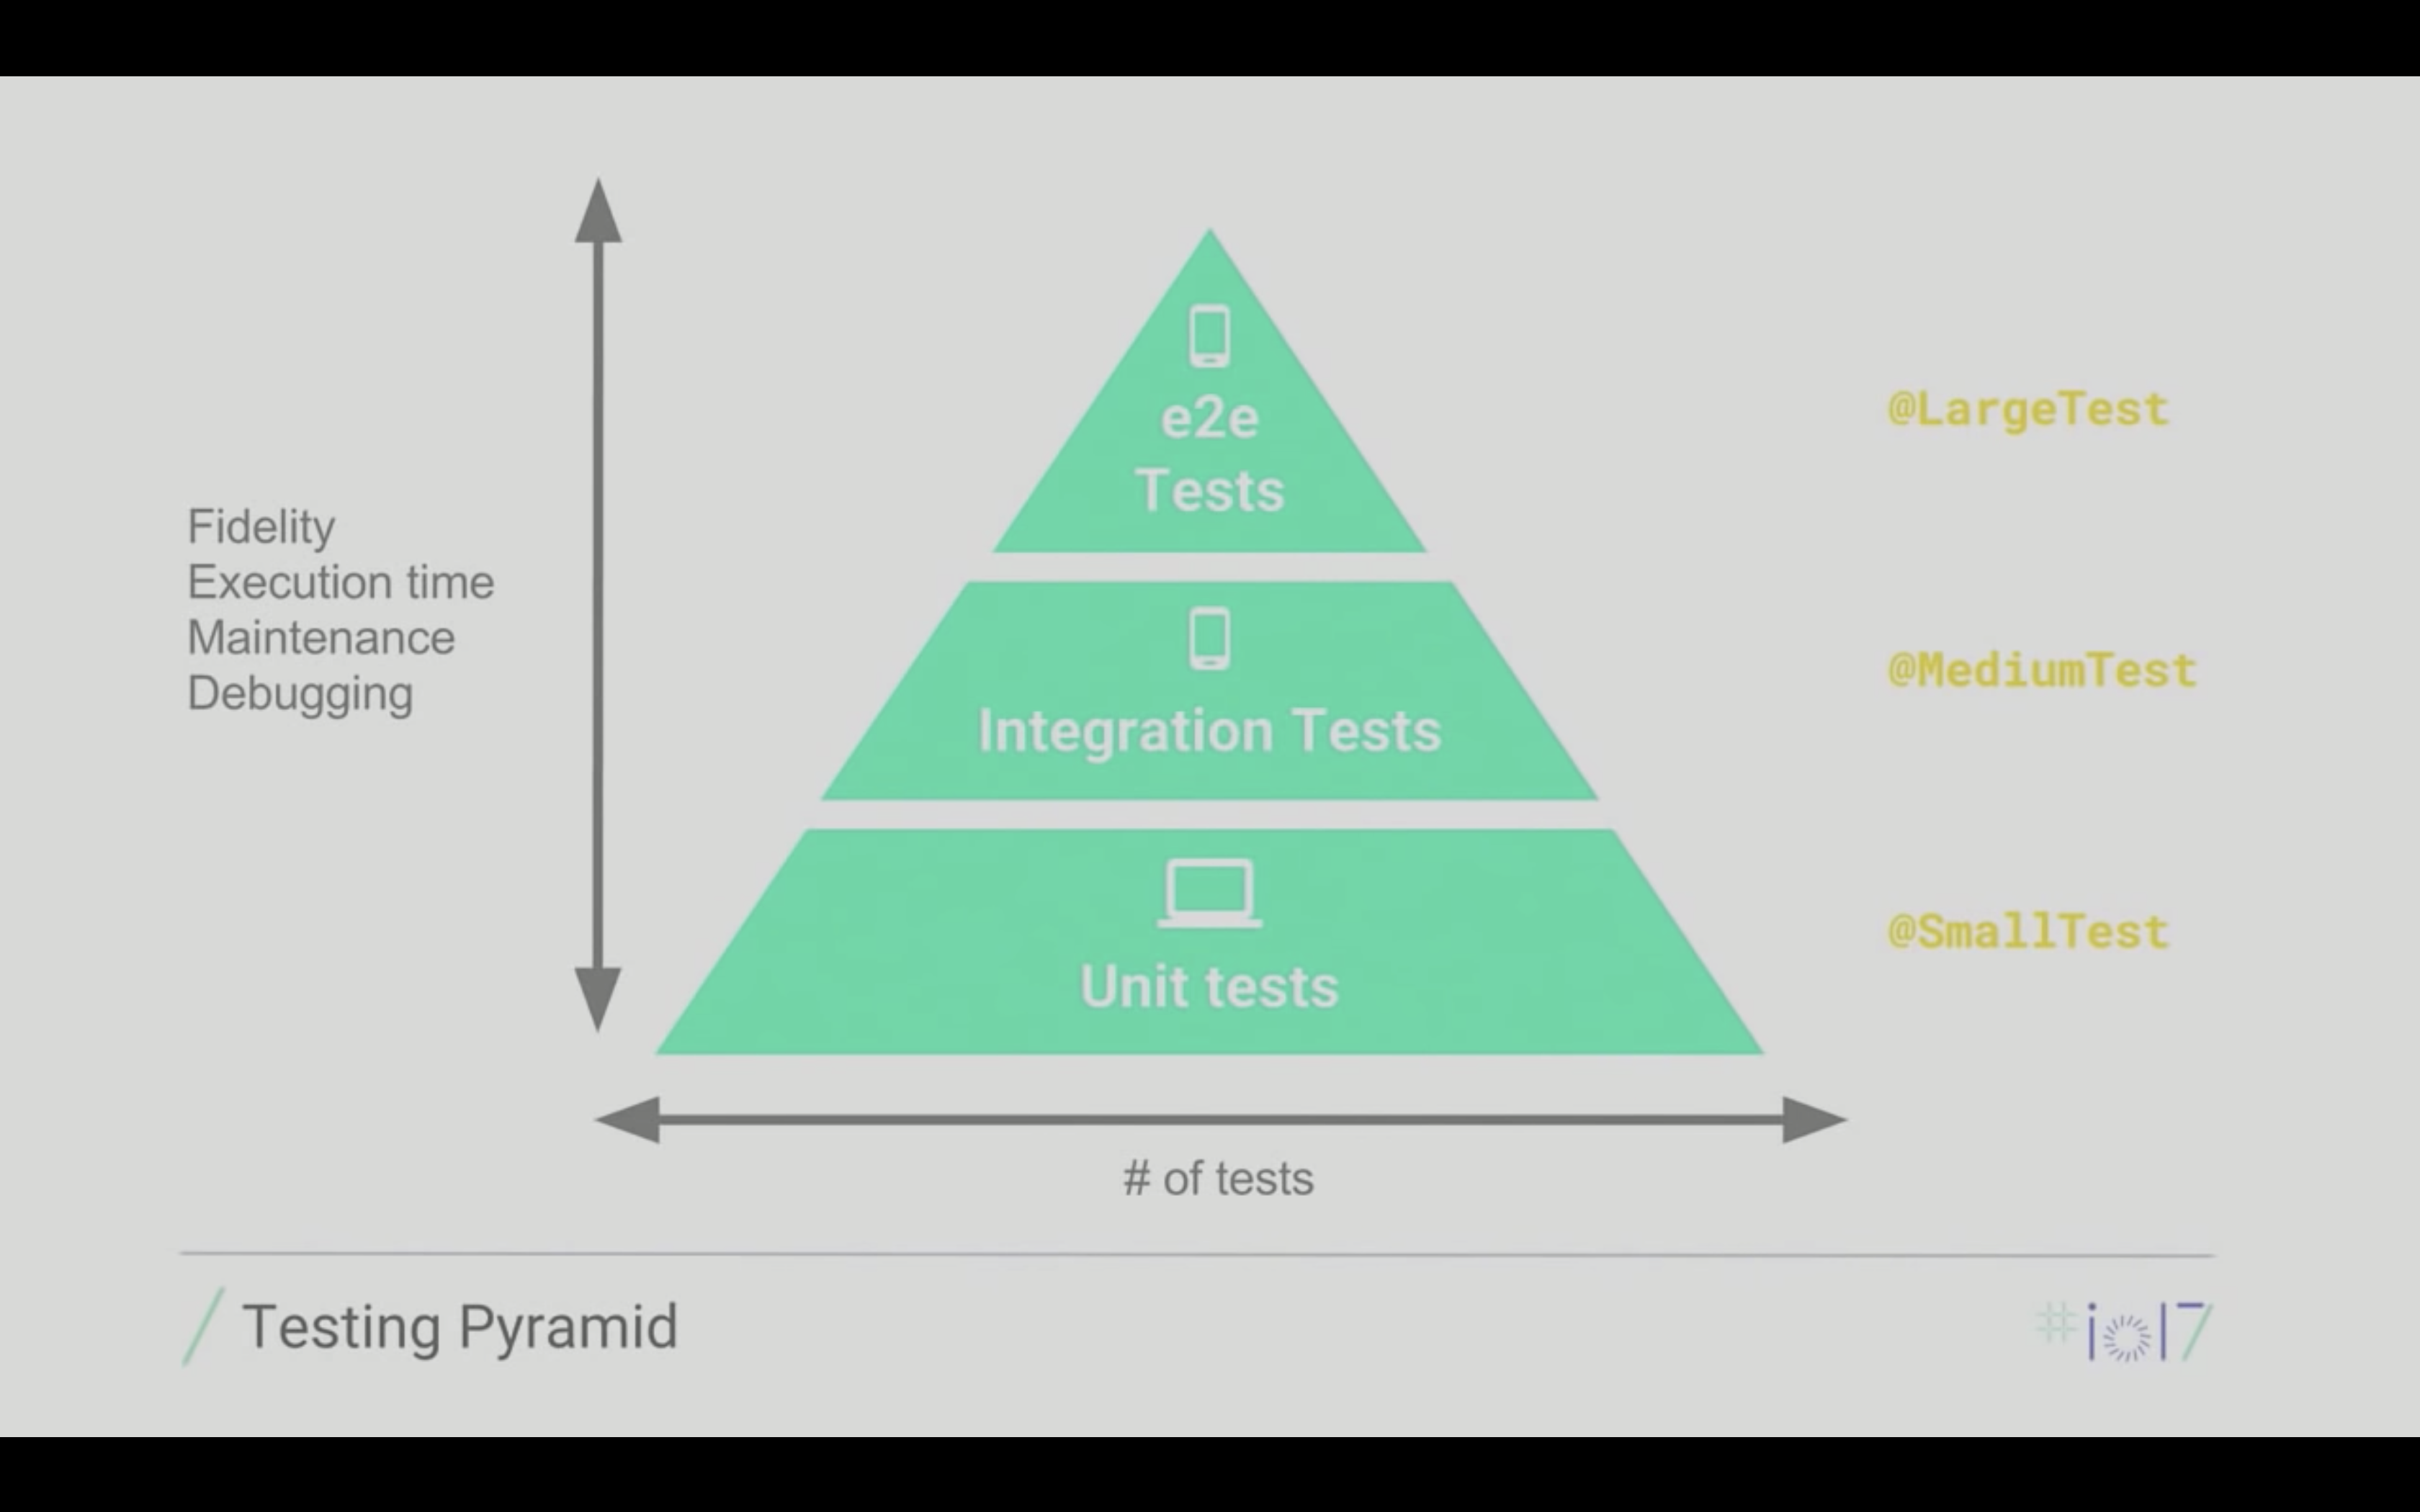 Fidelity
Execution time
Maintenance
Debugging
e2e
Tests
@LargeTest
Integration Tests
@MediumTest
Unit tests
@SmallTest
# of tests
Testing Pyramid
#io17